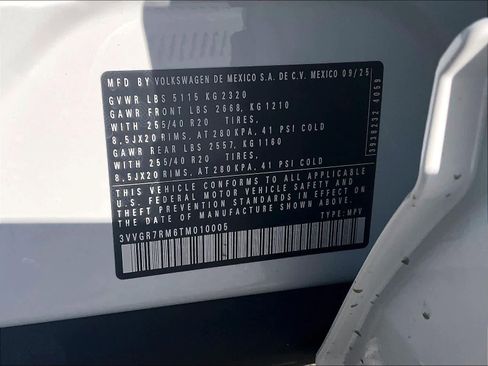 MFD BY VOLKSWAGEN DE MEXICO S.A. DE C.V. MEXICO 09/25
GVWR LBS 5115 KG 2320
GAWR FRONT LBS 2668, KG 1210
WITH 255/40 R20 TIRES,
8.5JX20 RIMS, AT 280 KPA, 41 PSI COLD
GAWR REAR LBS 2557, KG 1160
WITH 255/40 R20 TIRES,
8.5JX20 RIMS, AT 280 KPA, 41 PSI COLD
THIS VEHICLE CONFORMS TO ALL APPLICABLE
U.S. FEDERAL MOTOR VEHICLE SAFETY AND
THEFT PREVENTION STANDARDS IN EFFECT ON
THE DATE OF MANUFACTURE SHOWN ABOVE
3VVGR7RM6TM010005 TYPE: MPV
3938232 4059